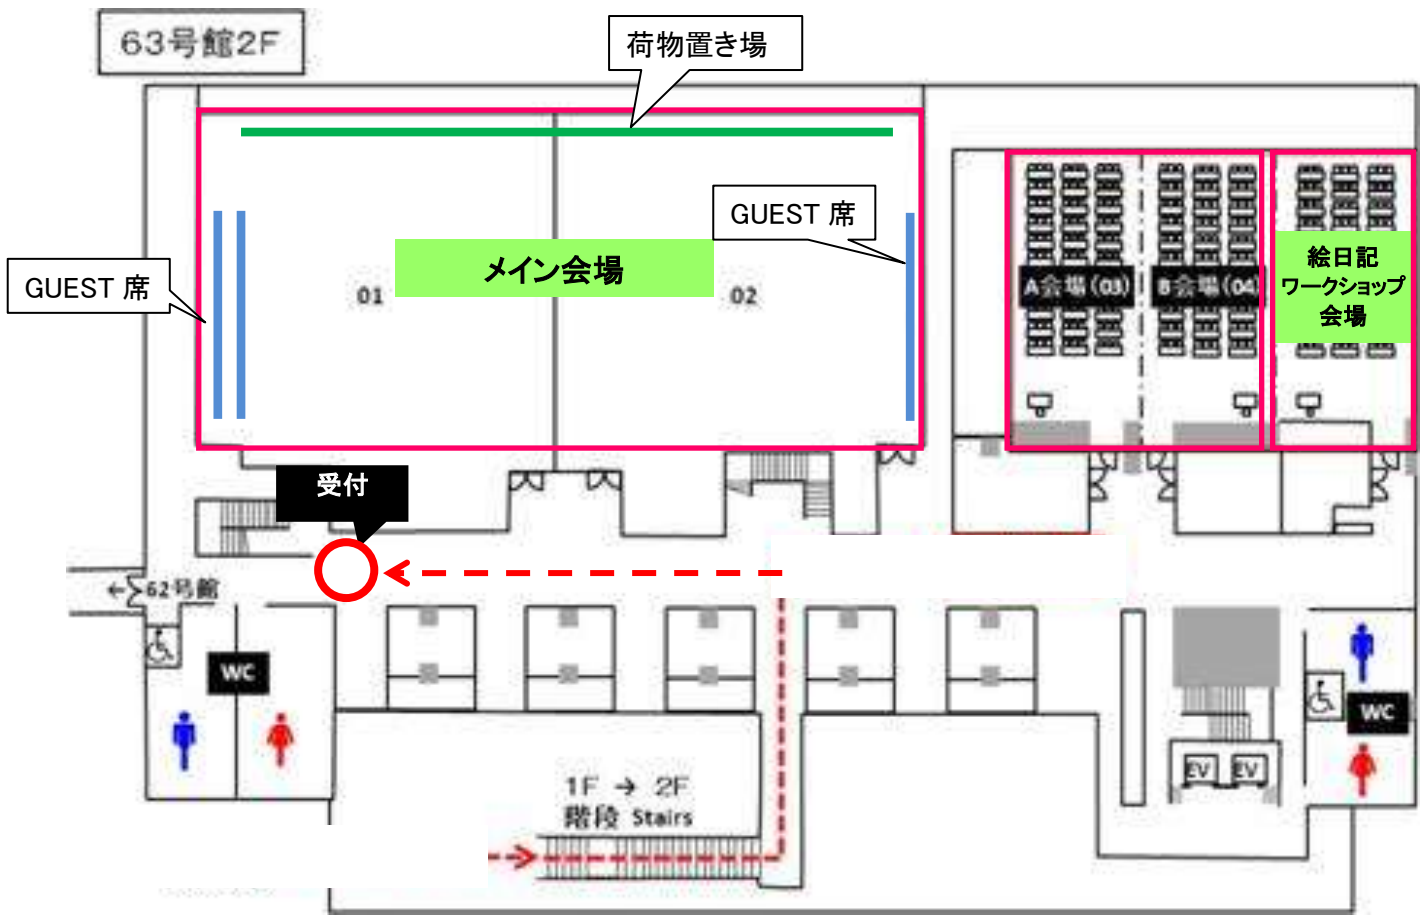 63号館2F
荷物置き場
GUEST 席
GUEST 席
メイン会場
01
02
A会場(03)
B会場(04)
絵日記
ワークショップ
会場
受付
←62号館
WC
WC
EV
EV
1F → 2F
階段 Stairs